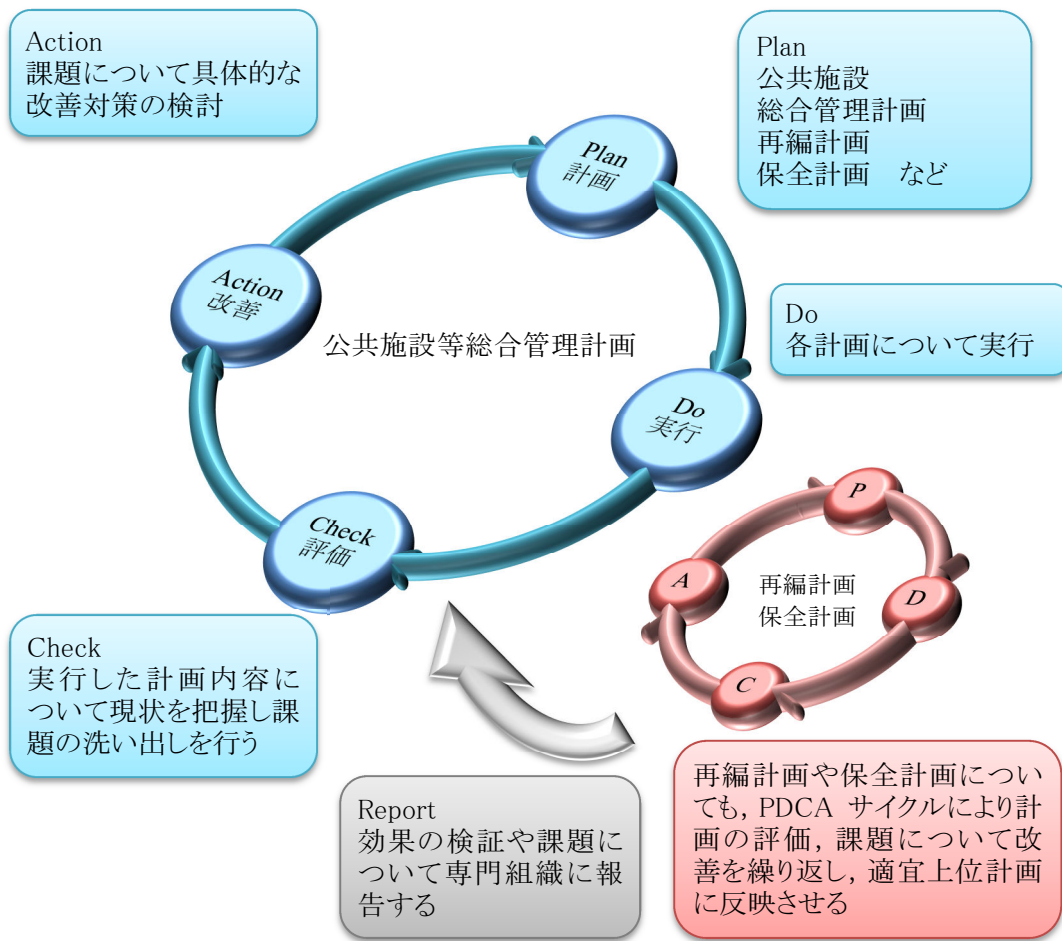 Action
課題について具体的な
改善対策の検討
Plan
公共施設
総合管理計画
再編計画
保全計画　など
Plan
計画
Action
改善
公共施設等総合管理計画
Do
各計画について実行
Do
実行
Check
評価
P
A
再編計画
保全計画
D
C
Check
実行した計画内容に
ついて現状を把握し課
題の洗い出しを行う
Report
効果の検証や課題に
ついて専門組織に報
告する
再編計画や保全計画につい
ても, PDCA サイクルにより計
画の評価, 課題について改
善を繰り返し, 適宜上位計画
に反映させる